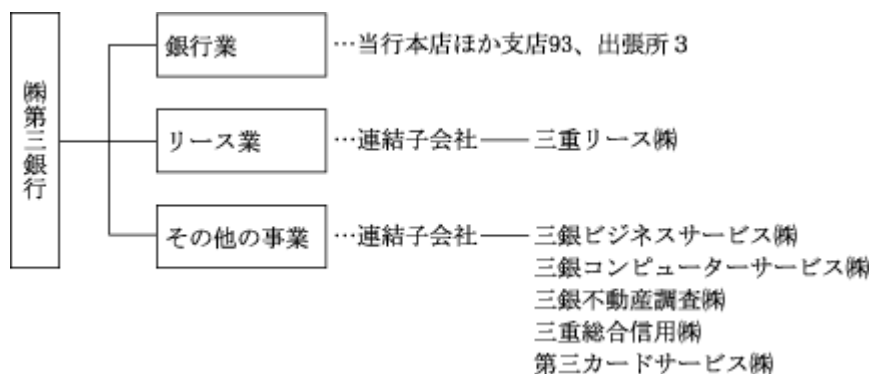 ㈱第三銀行
銀行業 …当行本店ほか支店93、出張所３
リース業 …連結子会社―― 三重リース㈱
その他の事業 …連結子会社―― 三銀ビジネスサービス㈱
三銀コンピューターサービス㈱
三銀不動産調査㈱
三重総合信用㈱
第三カードサービス㈱